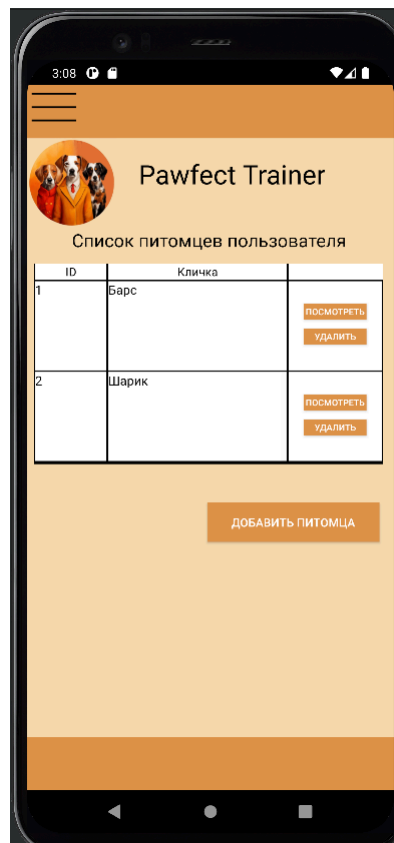 3:08
Pawfect Trainer
Список питомцев пользователя
ID Кличка
1 Барс
ПОСМОТРЕТЬ
УДАЛИТЬ
2 Шарик
ПОСМОТРЕТЬ
УДАЛИТЬ
ДОБАВИТЬ ПИТОМЦА